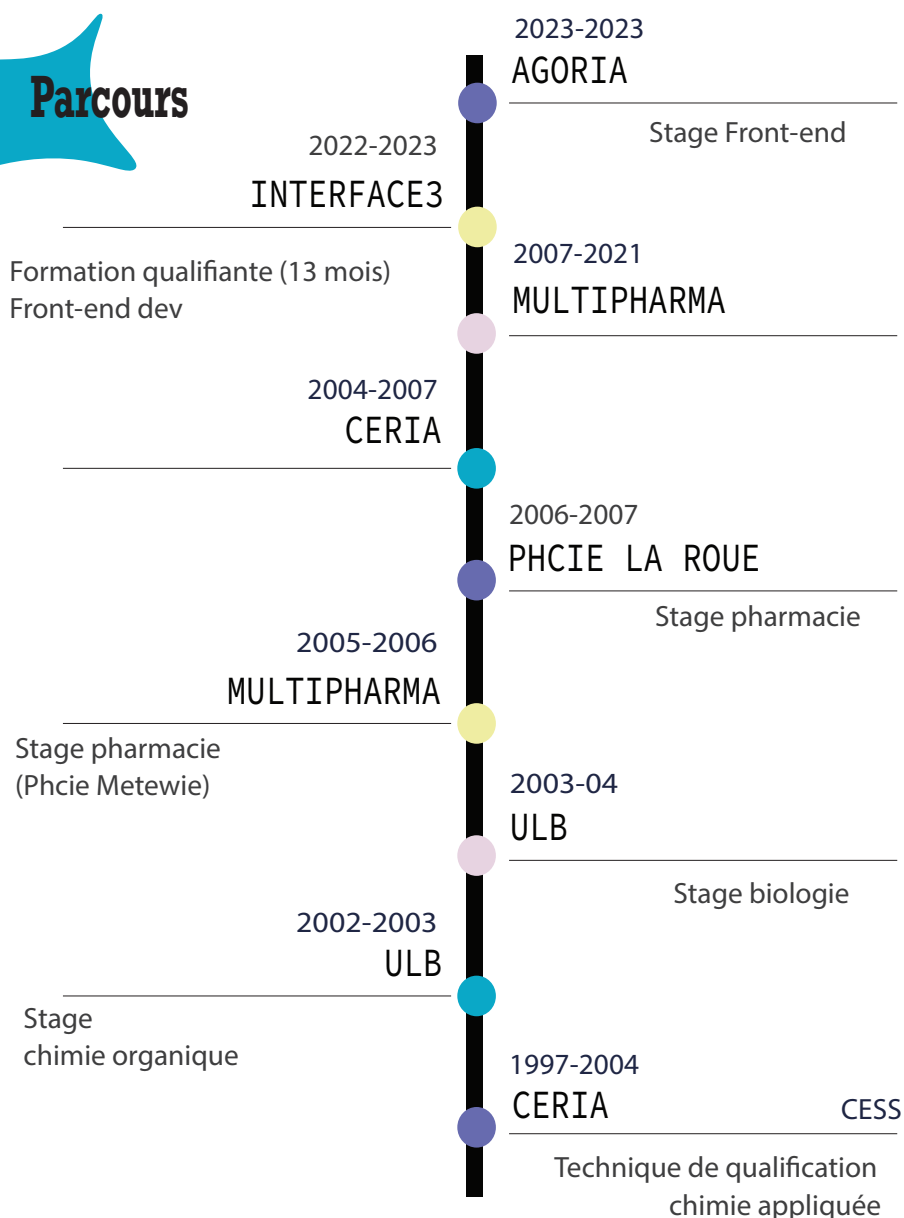 Parcours
2023-2023
AGORIA
Stage Front-end
2022-2023
INTERFACE3
Formation qualifiante (13 mois)
Front-end dev
2007-2021
MULTIPHARMA
2004-2007
CERIA
2006-2007
PHCIE LA ROUE
Stage pharmacie
2005-2006
MULTIPHARMA
Stage pharmacie
(Phcie Metewie)
2003-04
ULB
Stage biologie
2002-2003
ULB
Stage
chimie organique
1997-2004
CERIA CESS
Technique de qualification
chimie appliquée